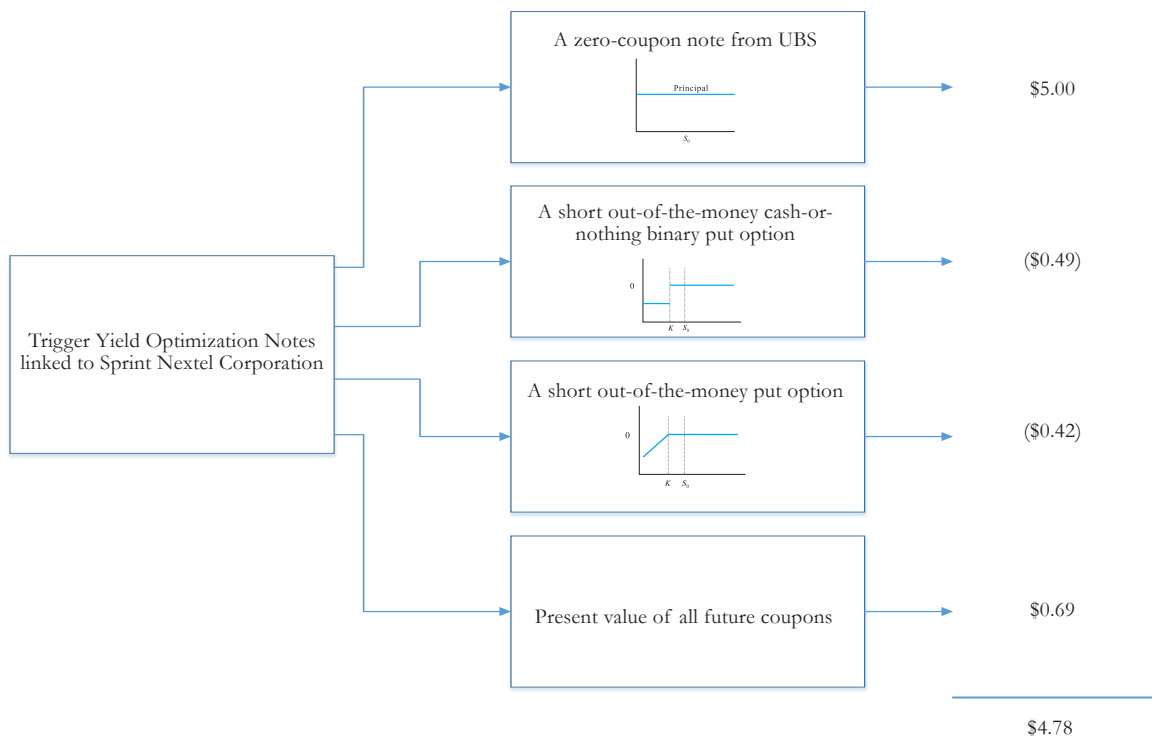 A zero-coupon note from UBS
Principal
S0
$5.00
A short out-of-the-money cash-or-
nothing binary put option
0
K
S0
($0.49)
Trigger Yield Optimization Notes
linked to Sprint Nextel Corporation
A short out-of-the-money put option
0
K
S0
($0.42)
Present value of all future coupons
$0.69
$4.78